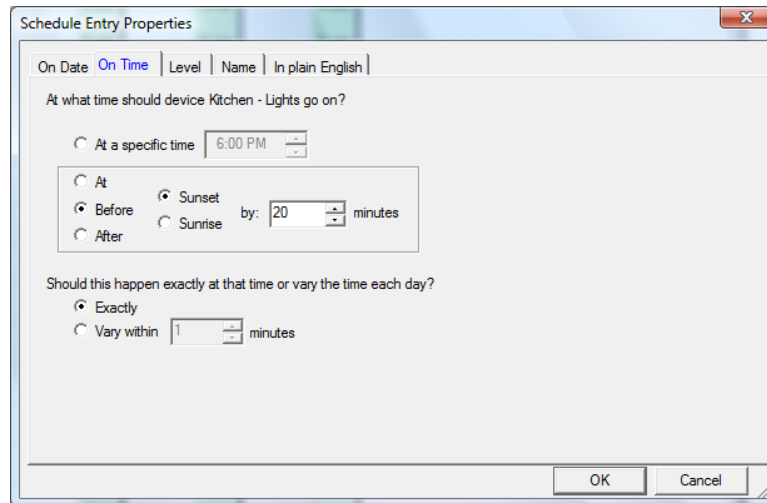 Schedule Entry Properties
On Date On Time Level Name In plain English
At what time should device Kitchen - Lights go on?
At a specific time 6:00 PM
At
Before Sunset by: 20 minutes
After Sunrise
Should this happen exactly at that time or vary the time each day?
Exactly
Vary within 1 minutes
OK Cancel